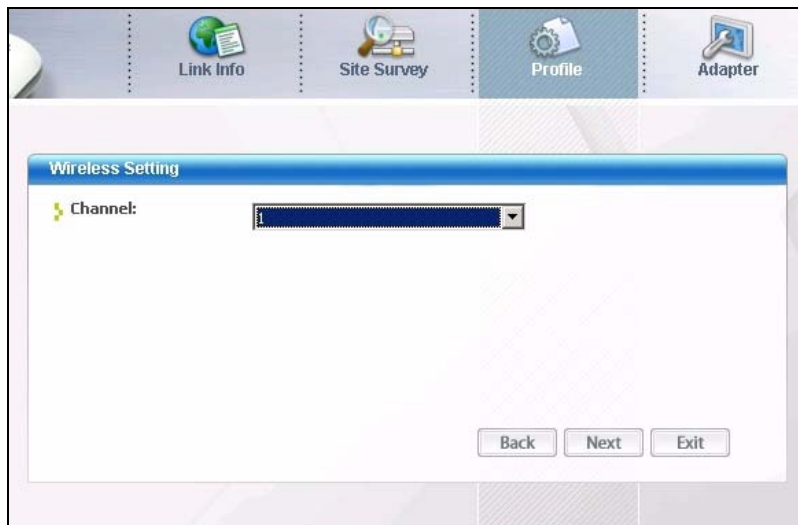 Link Info
Site Survey
Profile
Adapter
Wireless Setting
Channel:
1
Back
Next
Exit